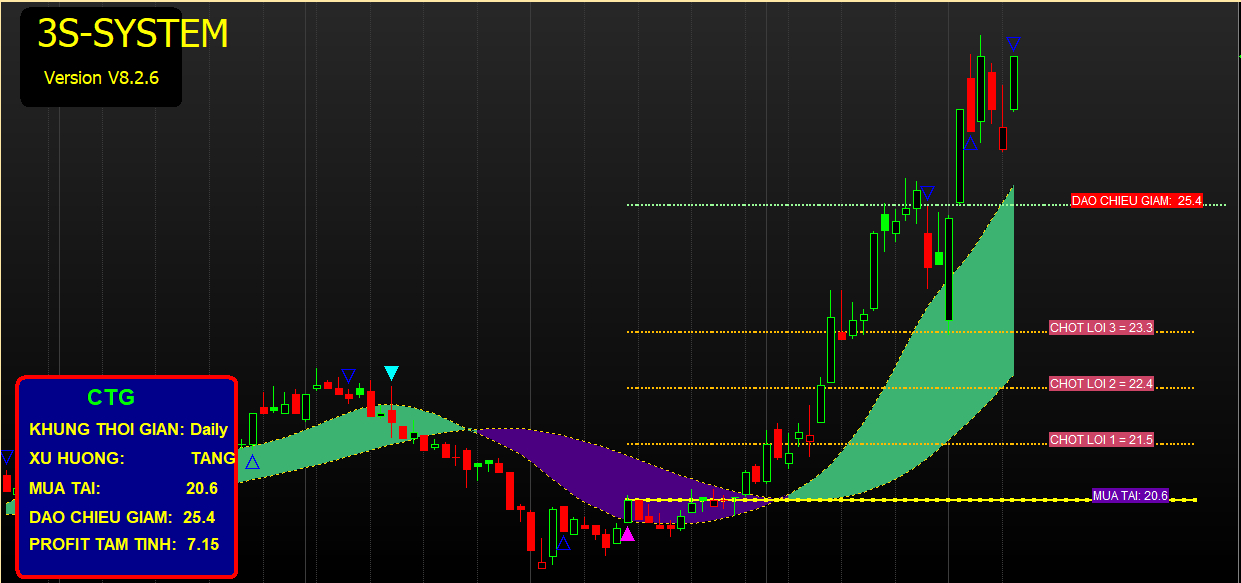 3S-SYSTEM
Version V8.2.6
DAO CHIEU GIAM: 25.4
CHOT LOI 3 = 23.3
CHOT LOI 2 = 22.4
CHOT LOI 1 = 21.5
MUA TAI: 20.6
CTG
KHUNG THOI GIAN: Daily
XU HUONG: TANG
MUA TAI: 20.6
DAO CHIEU GIAM: 25.4
PROFIT TAM TINH: 7.15